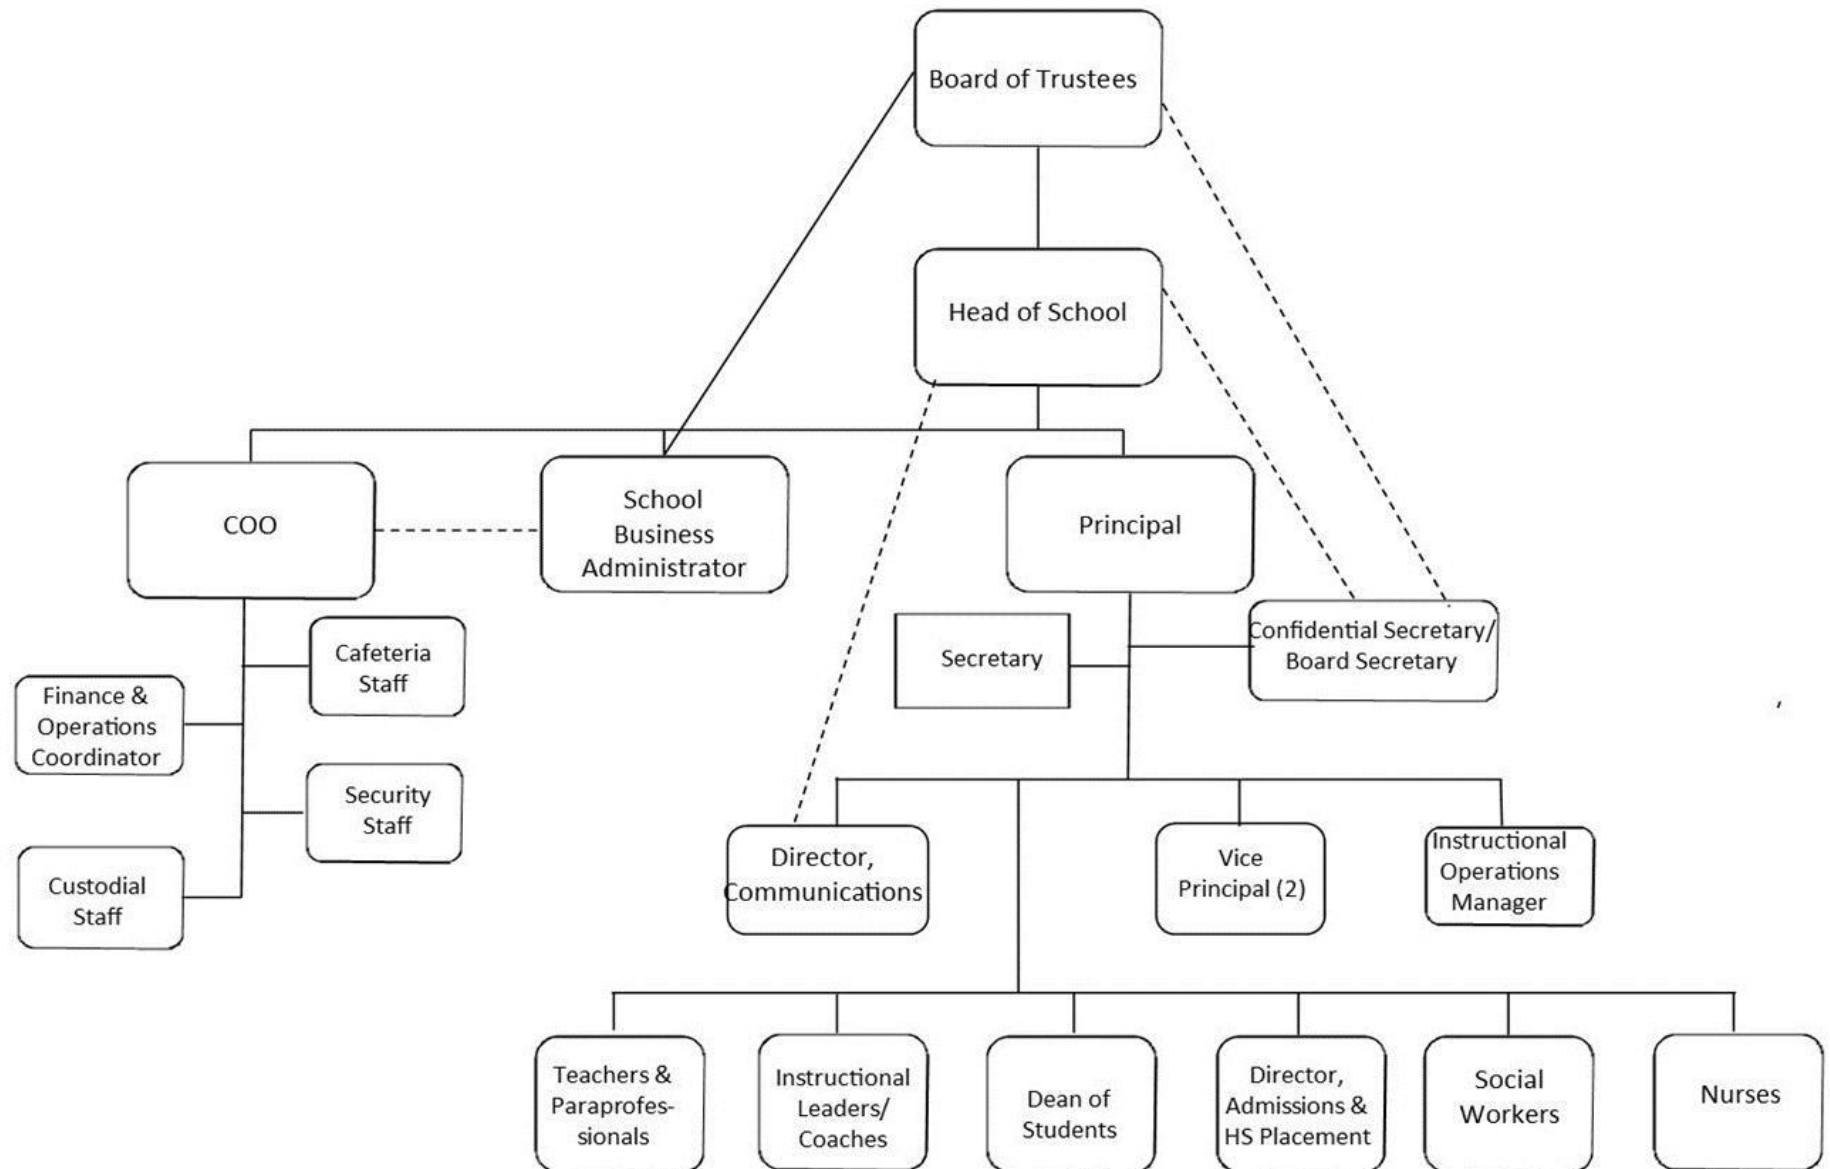 Board of Trustees
Head of School
COO
School
Business
Administrator
Principal
Secretary
Confidential Secretary/
Board Secretary
Cafeteria
Staff
Finance &
Operations
Coordinator
Security
Staff
Custodial
Staff
Director,
Communications
Vice
Principal (2)
Instructional
Operations
Manager
Teachers &
Paraprofes-
sionals
Instructional
Leaders/
Coaches
Dean of
Students
Director,
Admissions &
HS Placement
Social
Workers
Nurses